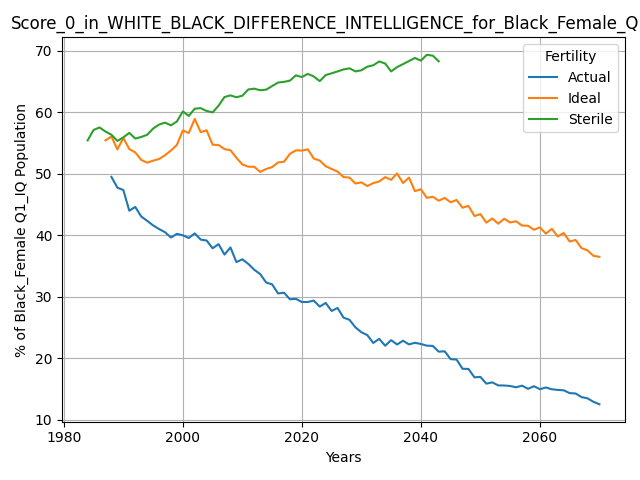 Score_0_in_WHITE_BLACK_DIFFERENCE_INTELLIGENCE_for_Black_Female_Q
Fertility
Actual
Ideal
Sterile
% of Black_Female Q1_IQ Population
70
60
50
40
30
20
10
1980
2000
2020
2040
2060
Years